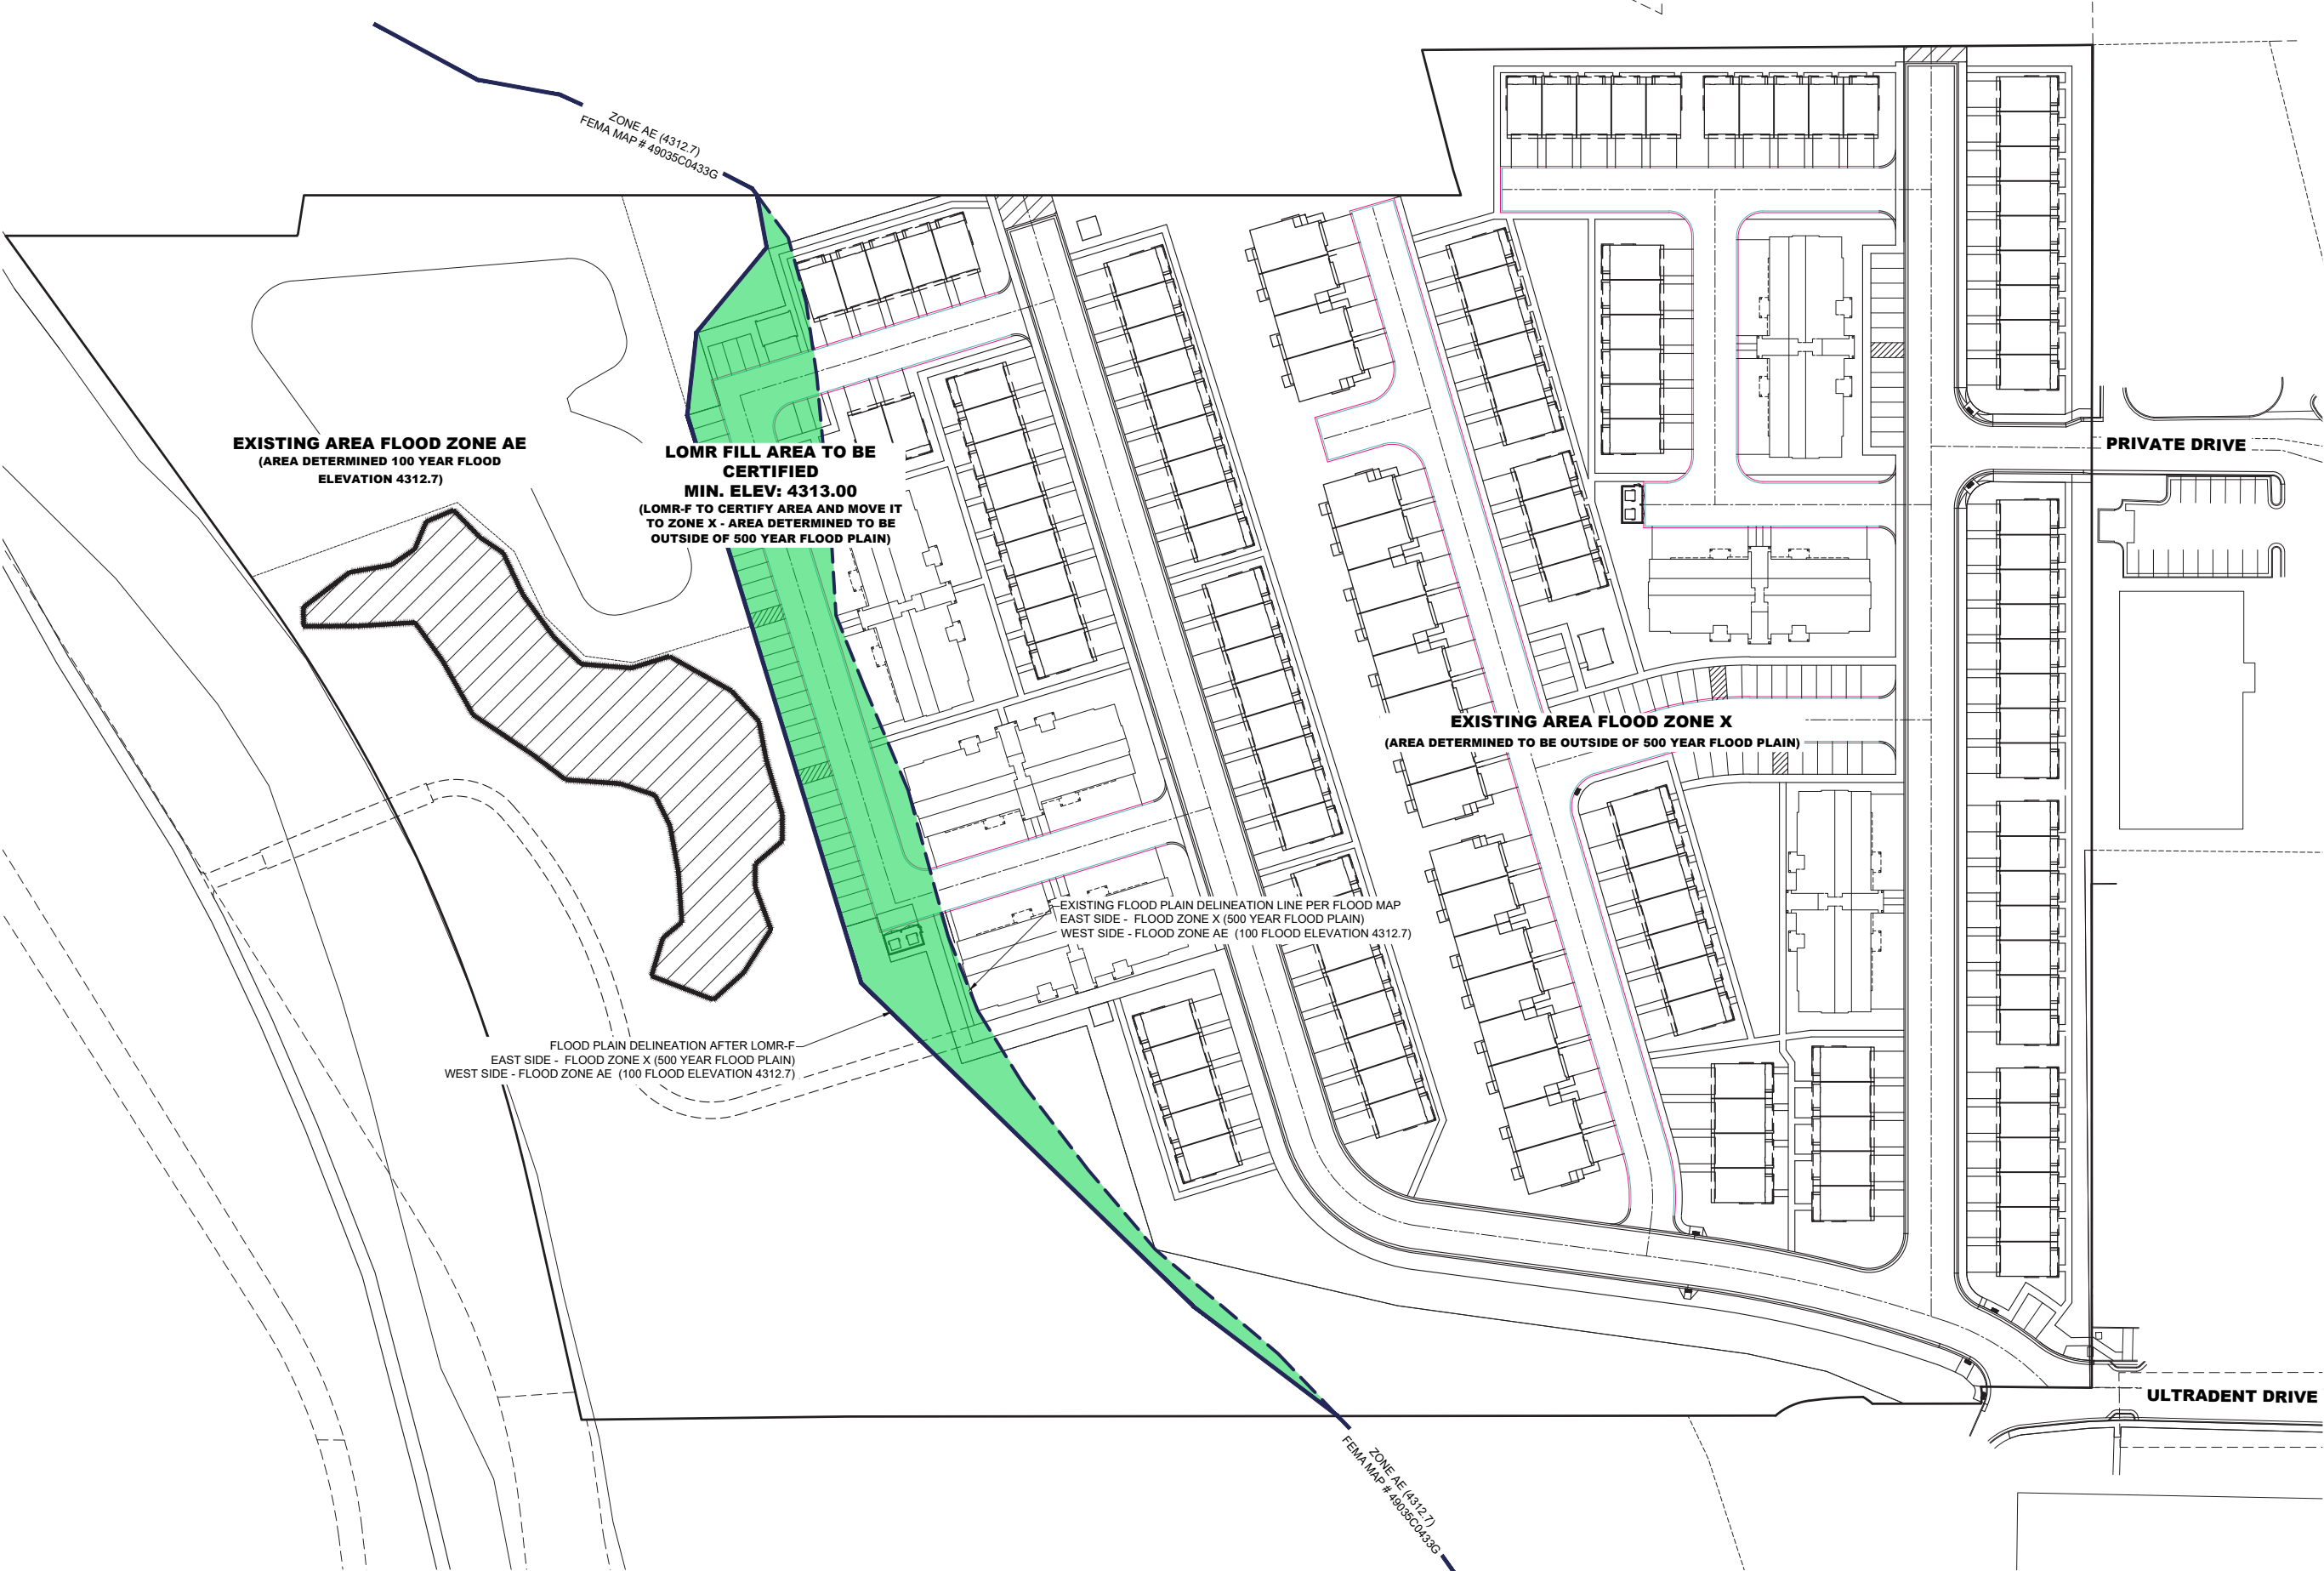 ZONE AE (4312.7)
FEMA MAP # 49035C0433G
PRIVATE DRIVE
EXISTING AREA FLOOD ZONE AE
(AREA DETERMINED 100 YEAR FLOOD
ELEVATION 4312.7)
LOMR FILL AREA TO BE
CERTIFIED
MIN. ELEV: 4313.00
(LOMR-F TO CERTIFY AREA AND MOVE IT
TO ZONE X - AREA DETERMINED TO BE
OUTSIDE OF 500 YEAR FLOOD PLAIN)
EXISTING AREA FLOOD ZONE X
(AREA DETERMINED TO BE OUTSIDE OF 500 YEAR FLOOD PLAIN)
EXISTING FLOOD PLAIN DELINEATION LINE PER FLOOD MAP
EAST SIDE - FLOOD ZONE X (500 YEAR FLOOD PLAIN)
WEST SIDE - FLOOD ZONE AE (100 FLOOD ELEVATION 4312.7)
FLOOD PLAIN DELINEATION AFTER LOMR-F
EAST SIDE - FLOOD ZONE X (500 YEAR FLOOD PLAIN)
WEST SIDE - FLOOD ZONE AE (100 FLOOD ELEVATION 4312.7)
ULTRADENT DRIVE
ZONE AE (4312.7)
FEMA MAP # 49035C0433G